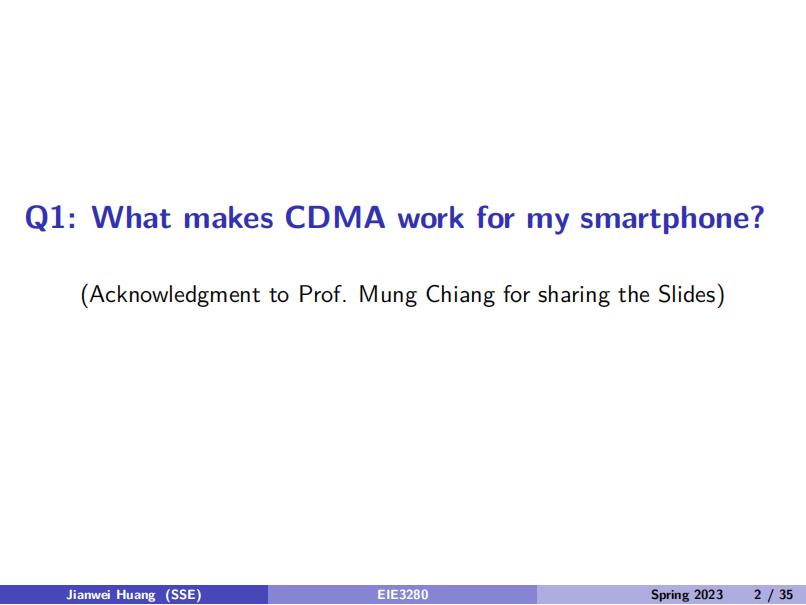 Q1: What makes CDMA work for my smartphone?
(Acknowledgment to Prof. Mung Chiang for sharing the Slides)
Jianwei Huang (SSE) EIE3280 Spring 2023 2 / 35